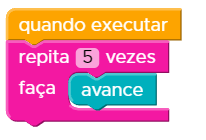 quando executar
repita 5 vezes
faça avance